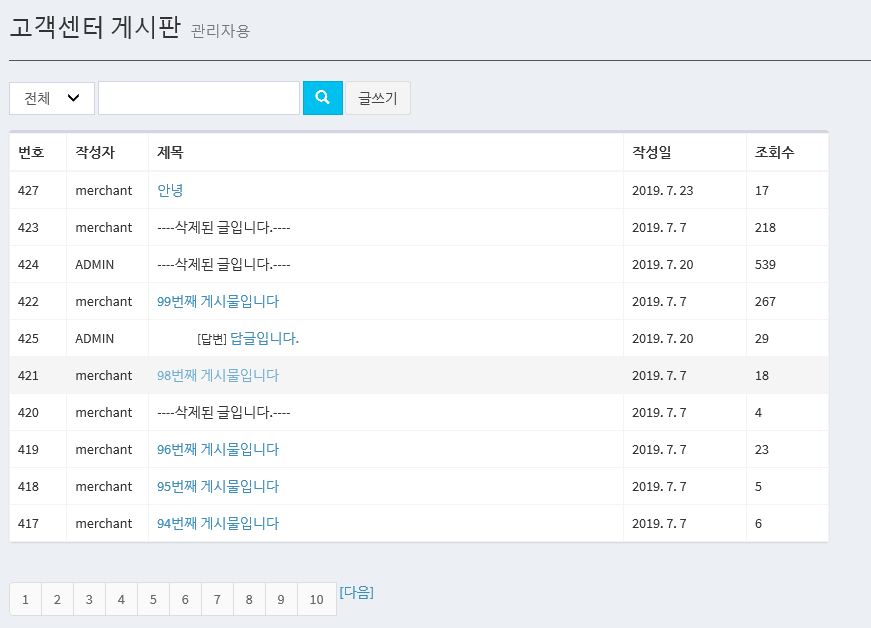 고객센터 게시판 관리자용
전체 글쓰기
번호 작성자 제목 작성일 조회수
427 merchant 안녕 2019. 7. 23 17
423 merchant ----삭제된 글입니다.---- 2019. 7. 7 218
424 ADMIN ----삭제된 글입니다.---- 2019. 7. 20 539
422 merchant 99번째 게시물입니다 2019. 7. 7 267
425 ADMIN [답변] 답글입니다. 2019. 7. 20 29
421 merchant 98번째 게시물입니다 2019. 7. 7 18
420 merchant ----삭제된 글입니다.---- 2019. 7. 7 4
419 merchant 96번째 게시물입니다 2019. 7. 7 23
418 merchant 95번째 게시물입니다 2019. 7. 7 5
417 merchant 94번째 게시물입니다 2019. 7. 7 6
1 2 3 4 5 6 7 8 9 10 [다음]